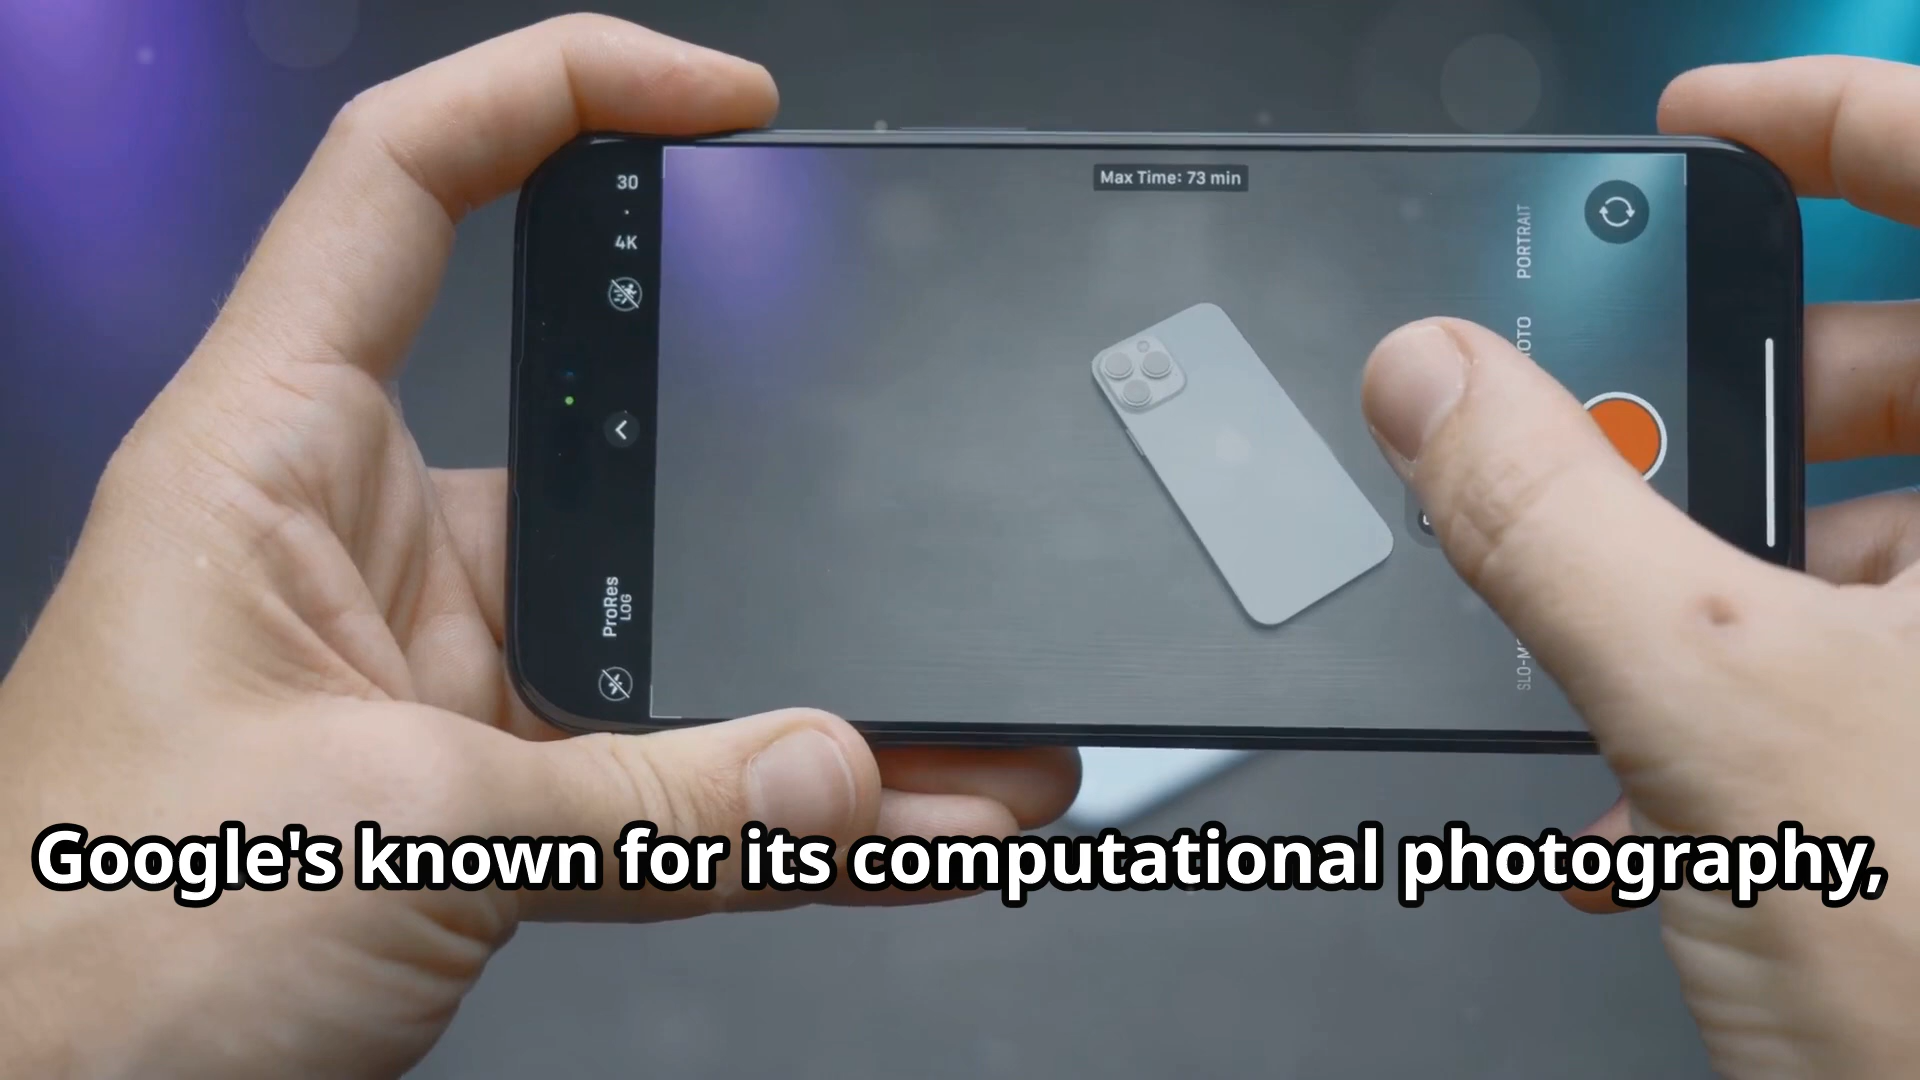 30
4K
Max Time: 73 min
PORTRAIT
ProRes
LOG
Google's known for its computational photography,